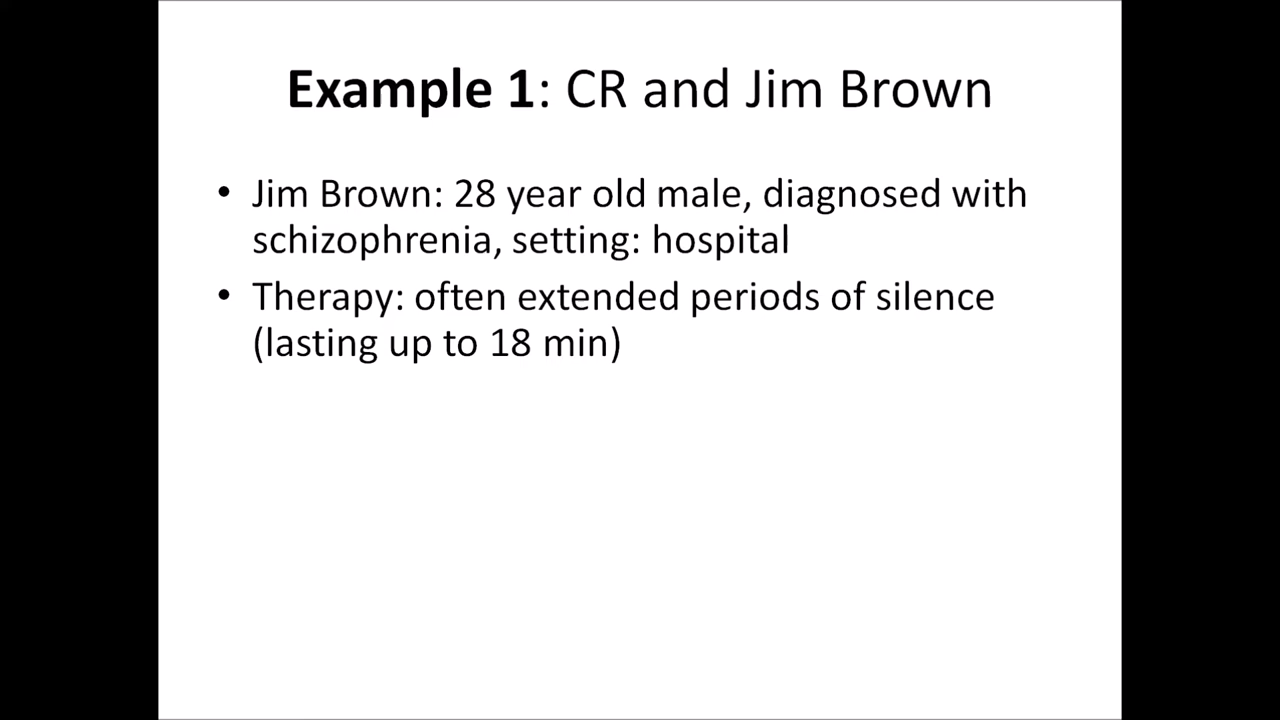 Example 1: CR and Jim Brown
• Jim Brown: 28 year old male, diagnosed with
schizophrenia, setting: hospital
• Therapy: often extended periods of silence
(lasting up to 18 min)